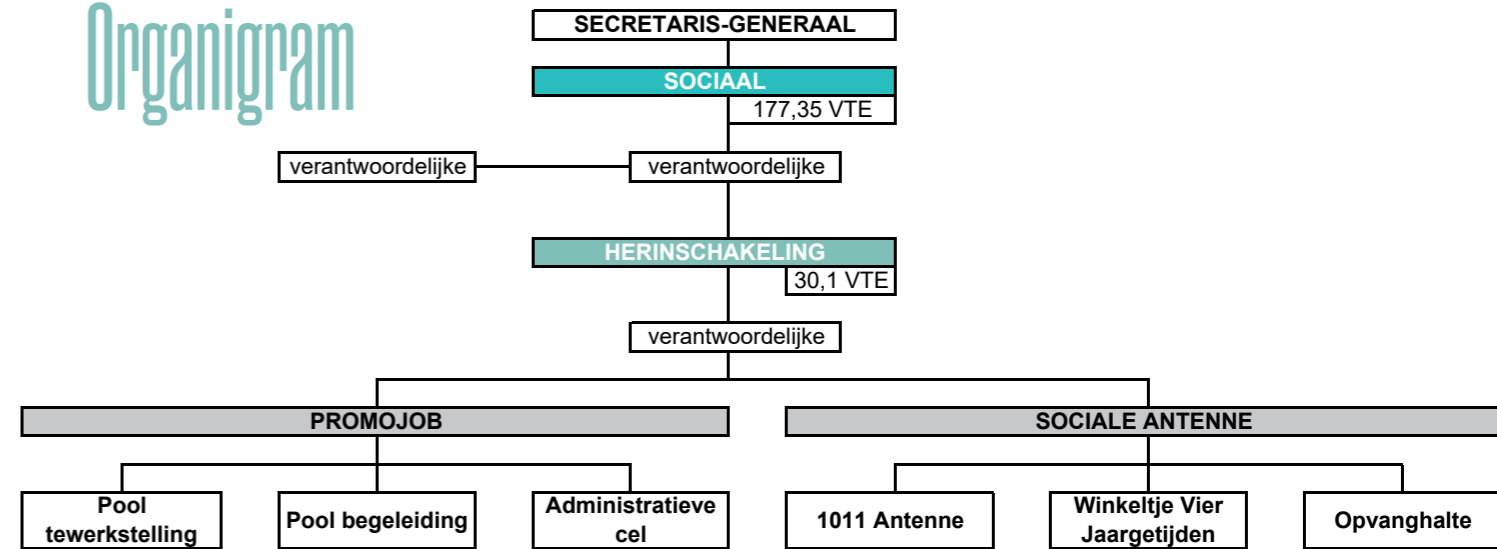 Organigram
SECRETARIS-GENERAAL
SOCIAAL
177,35 VTE
verantwoordelijke
verantwoordelijke
HERINSCHAKELING
30,1 VTE
verantwoordelijke
PROMOJOB
SOCIALE ANTENNE
Pool
tewerkstelling
Pool begeleiding
Administratieve
cel
1011 Antenne
Winkeltje Vier
Jaargetijden
Opvanghalte